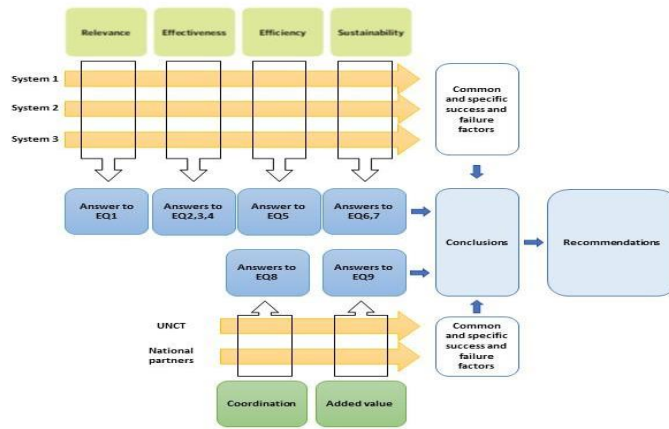 Relevance
Effectiveness
Efficiency
Sustainability
System 1
System 2
System 3
Common
and specific
success and
failure
factors
Answer to
EQ1
Answers to
EQ2,3,4
Answer to
EQ5
Answers to
EQ6,7
Conclusions
Recommendations
Answers to
EQ8
Answers to
EQ9
UNCT
National
partners
Common
and specific
success and
failure
factors
Coordination
Added value